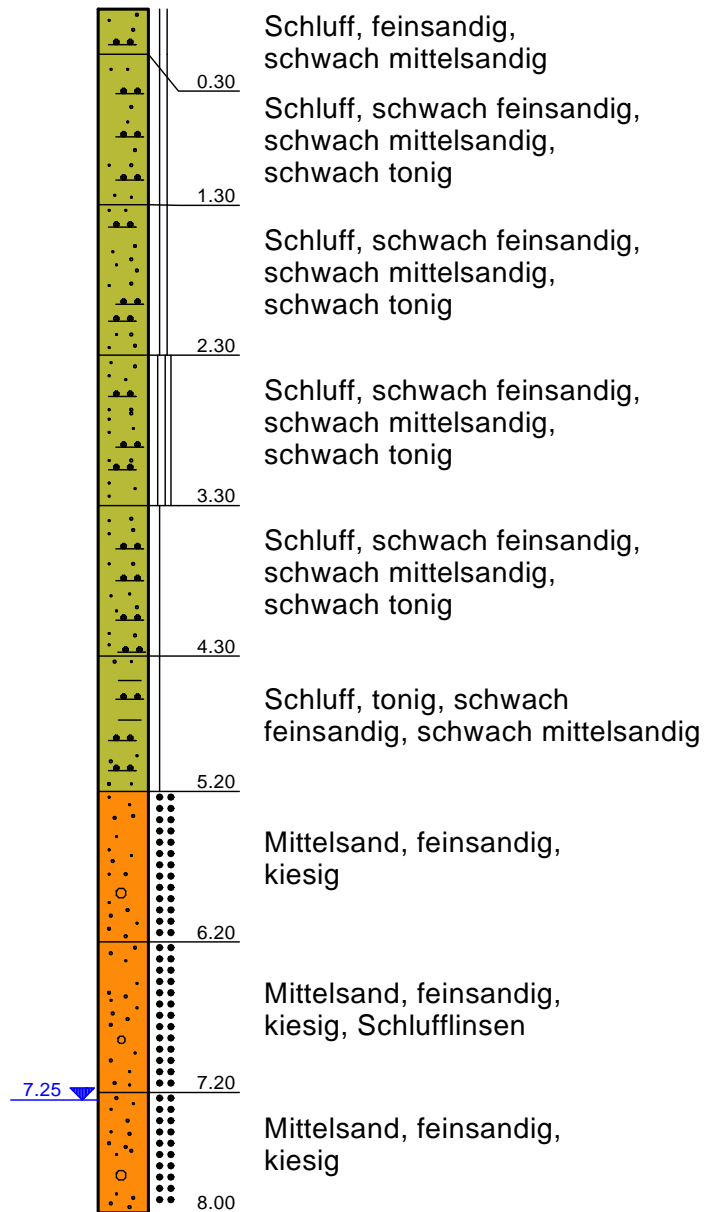 Schluff, feinsandig,
schwach mittelsandig
0.30
Schluff, schwach feinsandig,
schwach mittelsandig,
schwach tonig
1.30
Schluff, schwach feinsandig,
schwach mittelsandig,
schwach tonig
2.30
Schluff, schwach feinsandig,
schwach mittelsandig,
schwach tonig
3.30
Schluff, schwach feinsandig,
schwach mittelsandig,
schwach tonig
4.30
Schluff, tonig, schwach
feinsandig, schwach mittelsandig
5.20
Mittelsand, feinsandig,
kiesig
6.20
Mittelsand, feinsandig,
kiesig, Schlufflinsen
7.25
7.20
Mittelsand, feinsandig,
kiesig
8.00